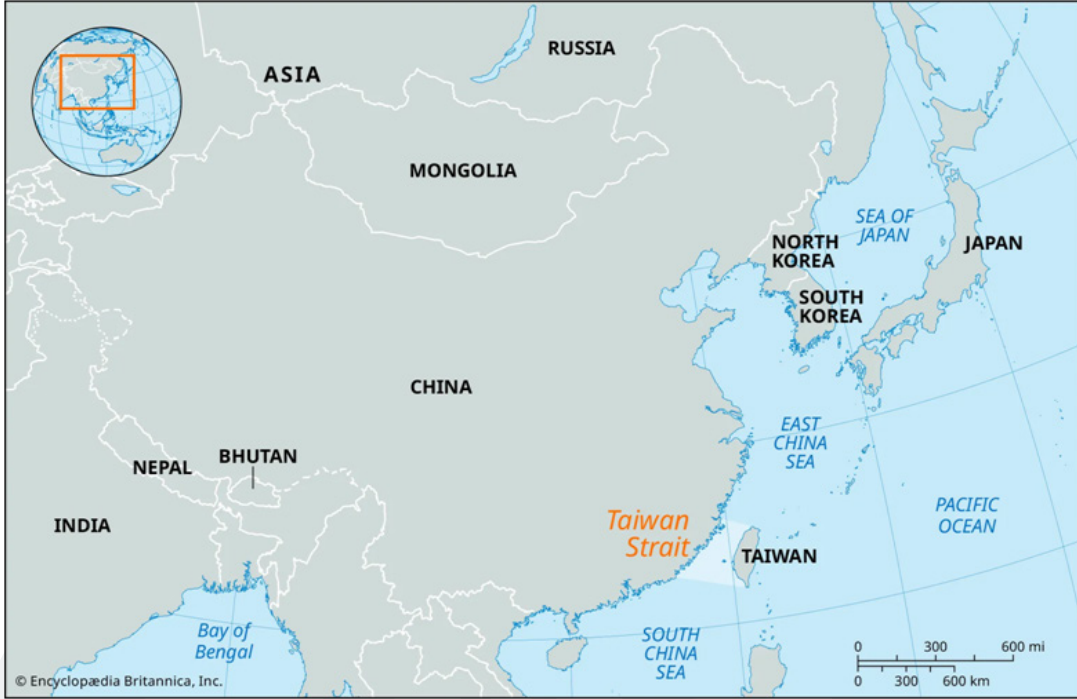 RUSSIA
ASIA
MONGOLIA
SEA OF
JAPAN
NORTH
KOREA
JAPAN
SOUTH
KOREA
CHINA
EAST
CHINA
SEA
BHUTAN
NEPAL
INDIA
PACIFIC
OCEAN
Taiwan
Strait
TAIWAN
Bay of
Bengal
SOUTH
CHINA
SEA
0 300 600 mi
0 300 600 km
© Encyclopædia Britannica, Inc.